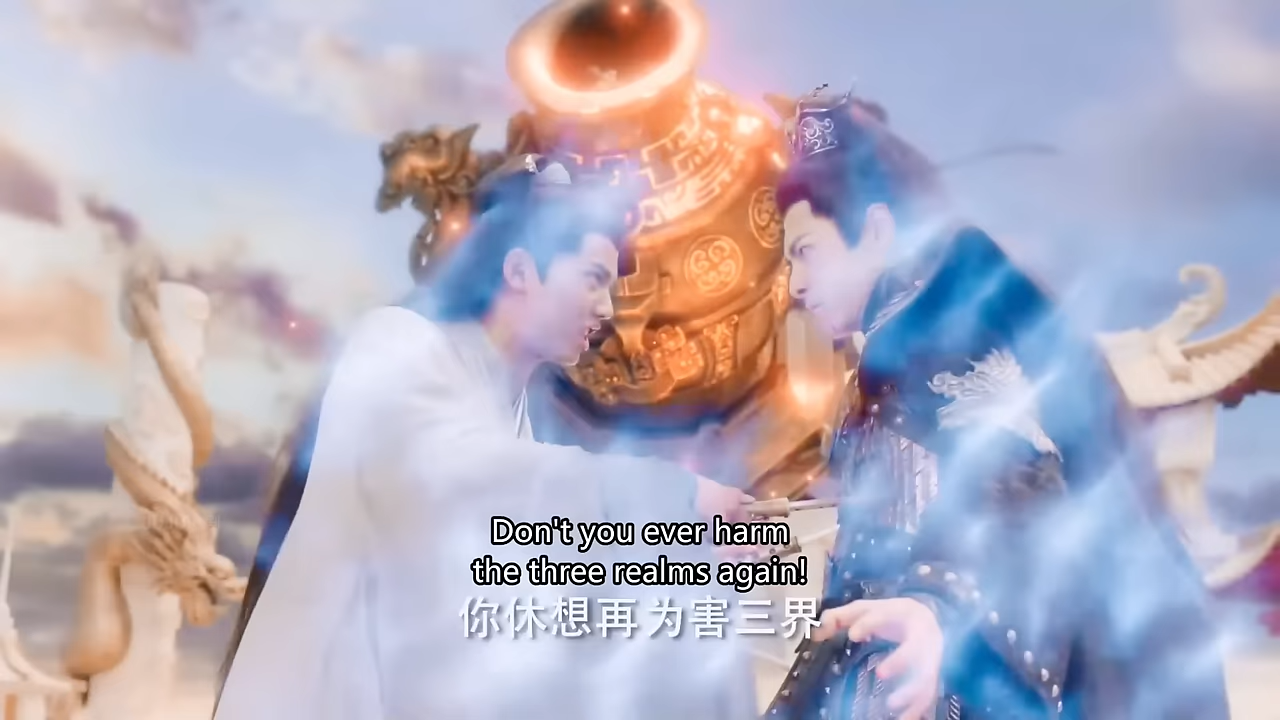 Don't you ever harm
the three realms again!
你休想再为害三界